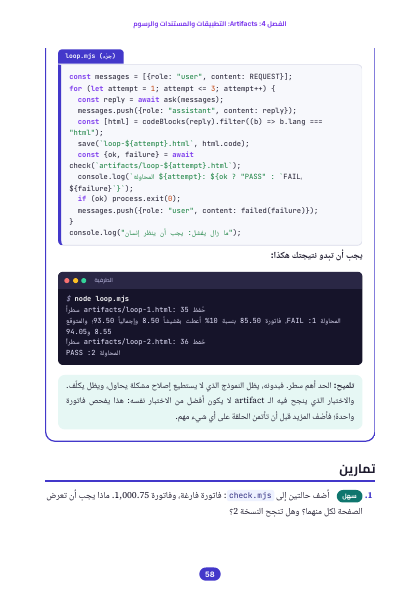 الفصل 4: Artifacts: التطبيقات والمستندات والرسوم
loop.mjs (جزء)
const messages = [{role: "user", content: REQUEST}];
for (let attempt = 1; attempt <= 3; attempt++) {
const reply = await ask(messages);
messages.push({role: "assistant", content: reply});
const [html] = codeBlocks(reply).filter((b) => b.lang ===
"html");
save(`loop-${attempt}.html`, html.code);
const {ok, failure} = await
check(`artifacts/loop-${attempt}.html`);
console.log(`المحاولة ${attempt}: ${ok ? "PASS" : `FAIL،
${failure}`}`);
if (ok) process.exit(0);
messages.push({role: "user", content: failed(failure)});
}
console.log("ما زال يفشل: يجب أن ينظر إنسان");
يجب أن تبدو نتيجتك هكذا:
الطرفية
$ node loop.mjs
حُفظ artifacts/loop-1.html: 35 سطراً
المحاولة 1: FAIL، فاتورة 85.50 بنسبة 10% أعطت بقشيشاً 8.50 وإجمالياً 93.50؛ والمتوقع
8.55 و94.05
حُفظ artifacts/loop-2.html: 36 سطراً
المحاولة 2: PASS
تلميح: الحد أهم سطر. فبدونه، يظل النموذج الذي لا يستطيع إصلاح مشكلة يحاول، ويظل يكلّف.
والاختبار الذي ينجح فيه الـ artifact لا يكون أفضل من الاختبار نفسه: هذا يفحص فاتورة
واحدة؛ فأضف المزيد قبل أن تأتمن الحلقة على أي شيء مهم.
تمارين
1. سهل أضف حالتين إلى check.mjs: فاتورة فارغة، وفاتورة 1,000.75. ماذا يجب أن تعرض
الصفحة لكل منهما؟ وهل تنجح النسخة 2؟
58